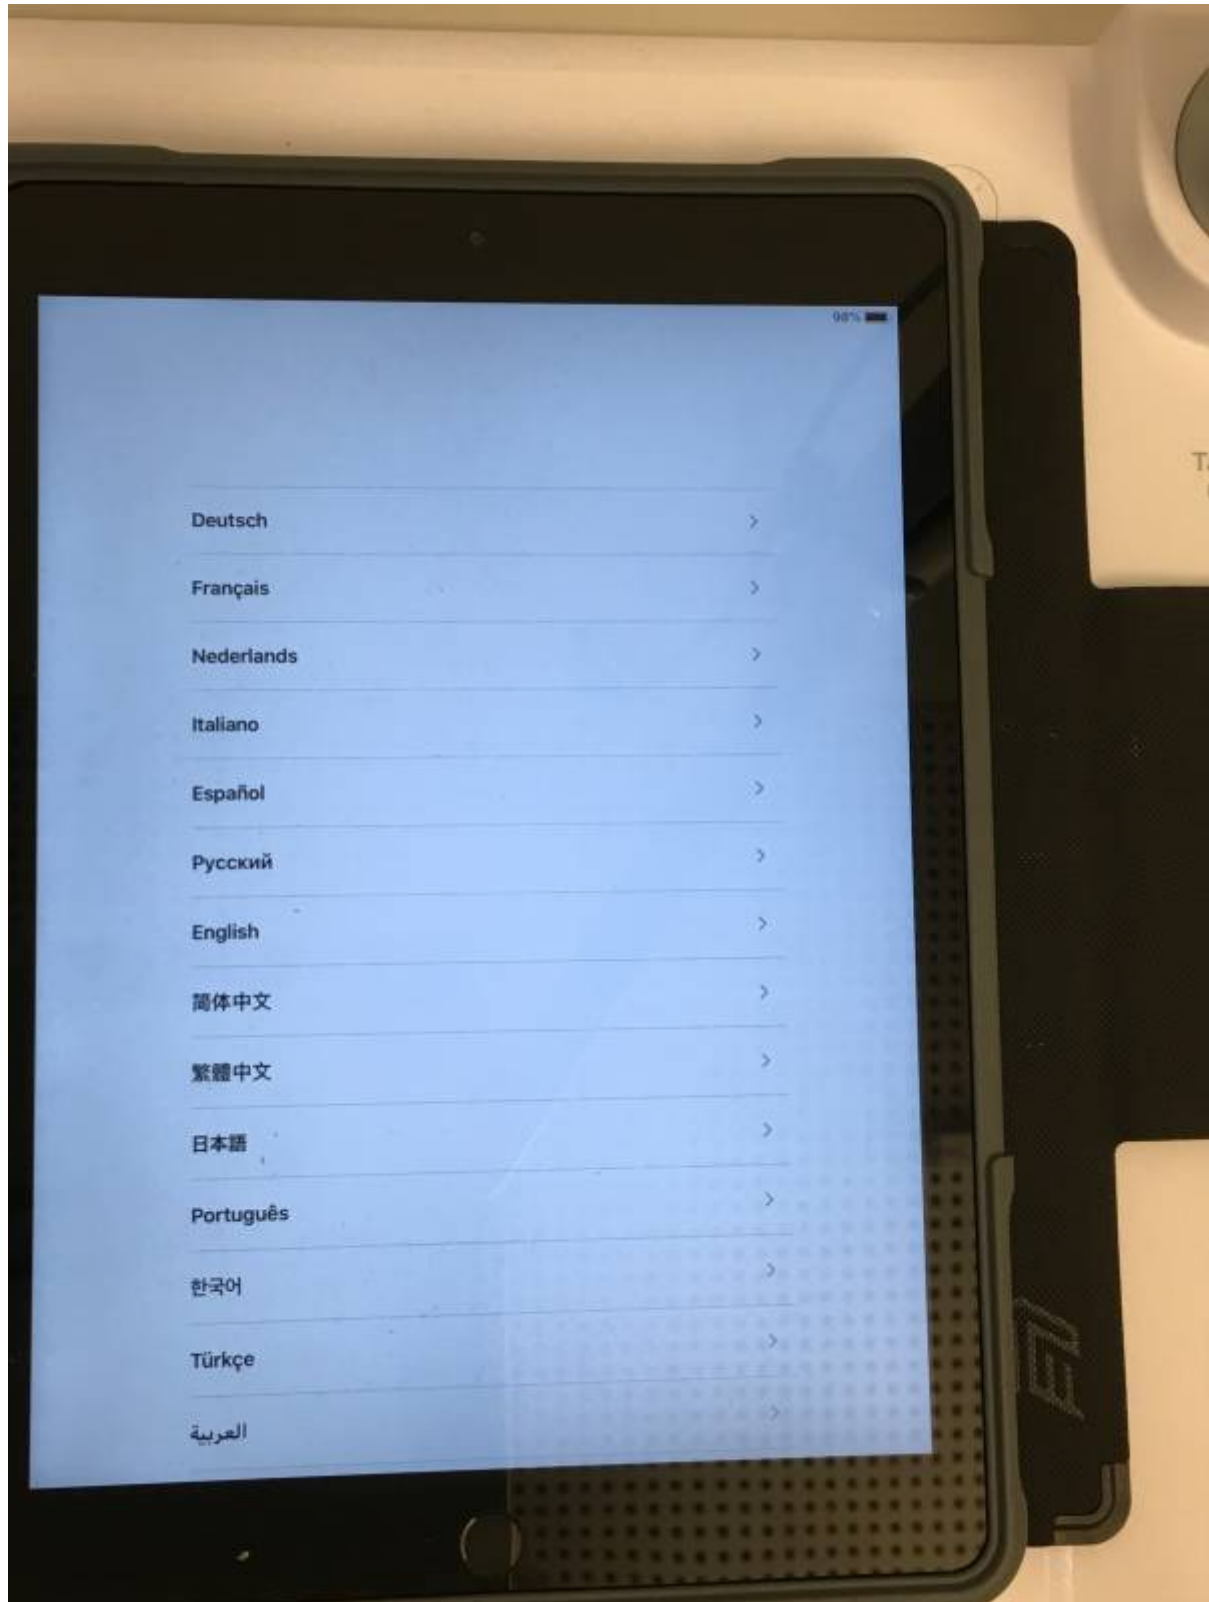 98%
Deutsch
Français
Nederlands
Italiano
Español
Русский
English
简体中文
繁體中文
日本語
Português
한국어
Türkçe
العربية